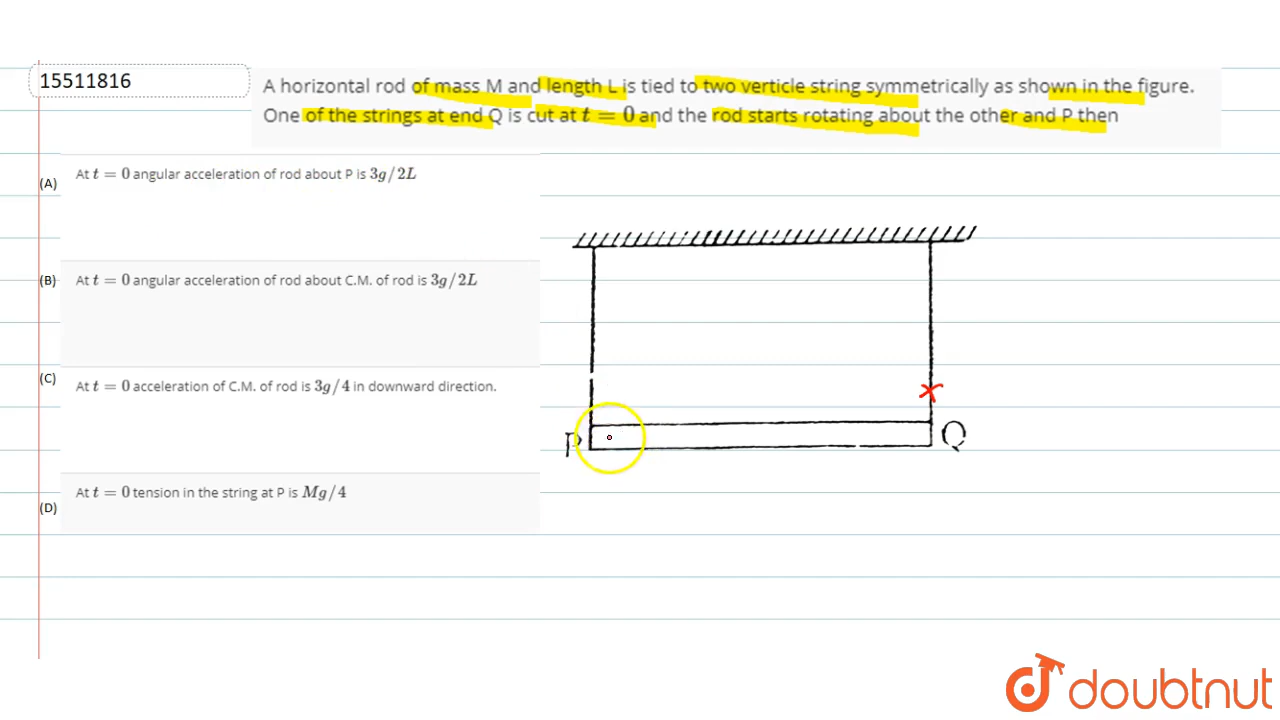 15511816
A horizontal rod of mass M and length L is tied to two verticle string symmetrically as shown in the figure.
One of the strings at end Q is cut at t = 0 and the rod starts rotating about the other and P then
(A) At t = 0 angular acceleration of rod about P is 3g/2L
(B) At t = 0 angular acceleration of rod about C.M. of rod is 3g/2L
(C) At t = 0 acceleration of C.M. of rod is 3g/4 in downward direction.
(D) At t = 0 tension in the string at P is Mg/4
P
Q
doubtnut